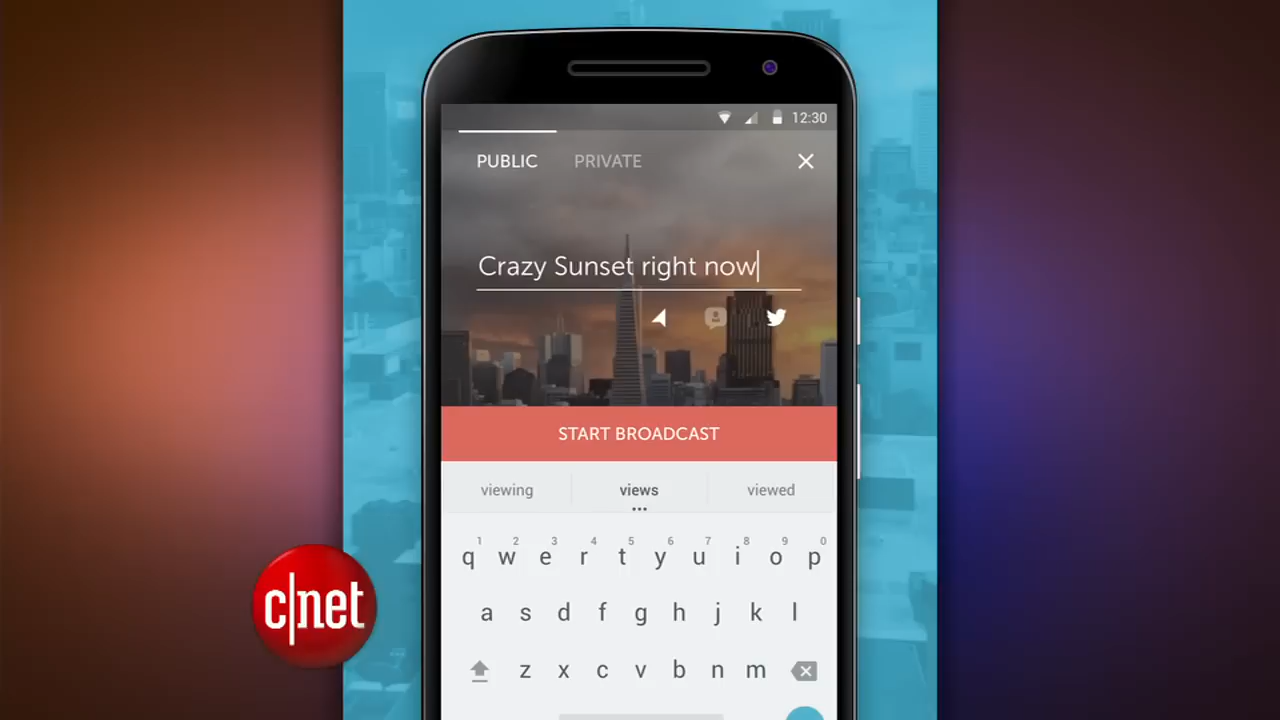 12:30
PUBLIC PRIVATE
Crazy Sunset right now
START BROADCAST
viewing views viewed
1 2 3 4 5 6 7 8 9 0
q w e r t y u i o p
a s d f g h j k l
z x c v b n m
c|net